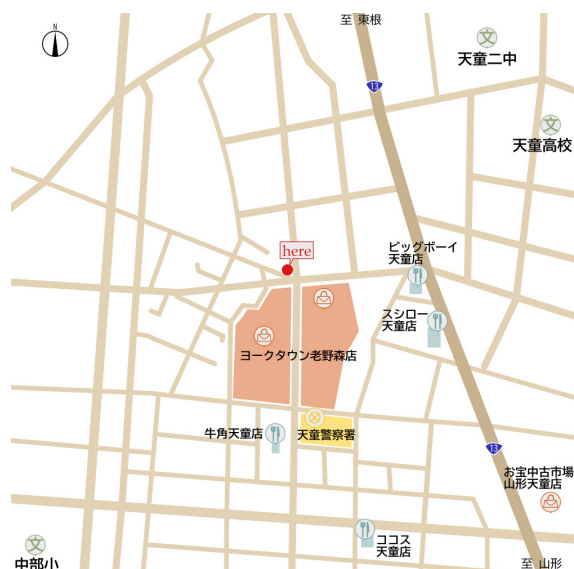 N
至 東根
文
天童二中
13
文
天童高校
here
ビッグボーイ
天童店
スシロー
天童店
ヨークタウン老野森店
牛角天童店
天童警察署
13
お宝中古市場
山形天童店
ココス
天童店
文
中部小
至 山形